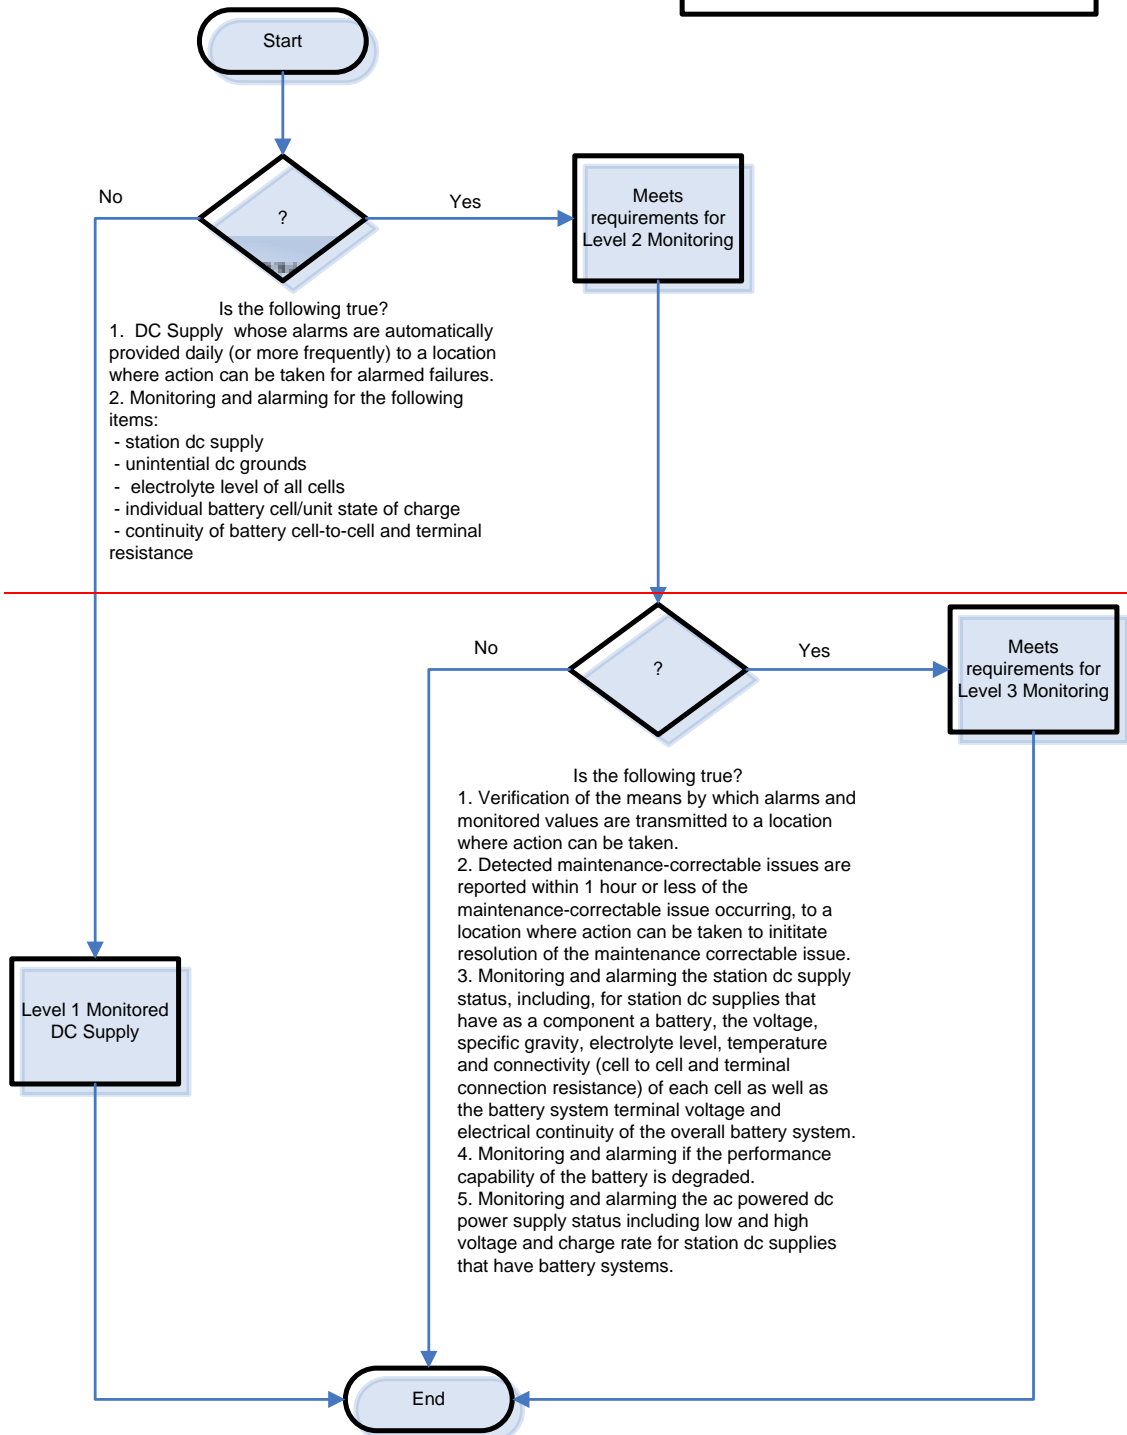 Start
No
?
Yes
Meets
requirements for
Level 2 Monitoring
Is the following true?
1.  DC Supply  whose alarms are automatically
provided daily (or more frequently) to a location
where action can be taken for alarmed failures.
2. Monitoring and alarming for the following
items:
- station dc supply
- unintential dc grounds
-  electrolyte level of all cells
- individual battery cell/unit state of charge
- continuity of battery cell-to-cell and terminal
resistance
No
?
Yes
Meets
requirements for
Level 3 Monitoring
Is the following true?
1. Verification of the means by which alarms and
monitored values are transmitted to a location
where action can be taken.
2. Detected maintenance-correctable issues are
reported within 1 hour or less of the
maintenance-correctable issue occurring, to a
location where action can be taken to inititate
resolution of the maintenance correctable issue.
3. Monitoring and alarming the station dc supply
status, including, for station dc supplies that
have as a component a battery, the voltage,
specific gravity, electrolyte level, temperature
and connectivity (cell to cell and terminal
connection resistance) of each cell as well as
the battery system terminal voltage and
electrical continuity of the overall battery system.
4. Monitoring and alarming if the performance
capability of the battery is degraded.
5. Monitoring and alarming the ac powered dc
power supply status including low and high
voltage and charge rate for station dc supplies
that have battery systems.
Level 1 Monitored
DC Supply
End